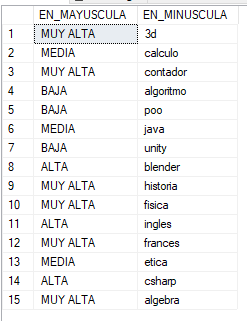 EN_MAYUSCULA EN_MINUSCULA
1 MUY ALTA 3d
2 MEDIA calculo
3 MUY ALTA contador
4 BAJA algoritmo
5 BAJA poo
6 MEDIA java
7 BAJA unity
8 ALTA blender
9 MUY ALTA historia
10 MUY ALTA fisica
11 ALTA ingles
12 MUY ALTA frances
13 MEDIA etica
14 ALTA csharp
15 MUY ALTA algebra